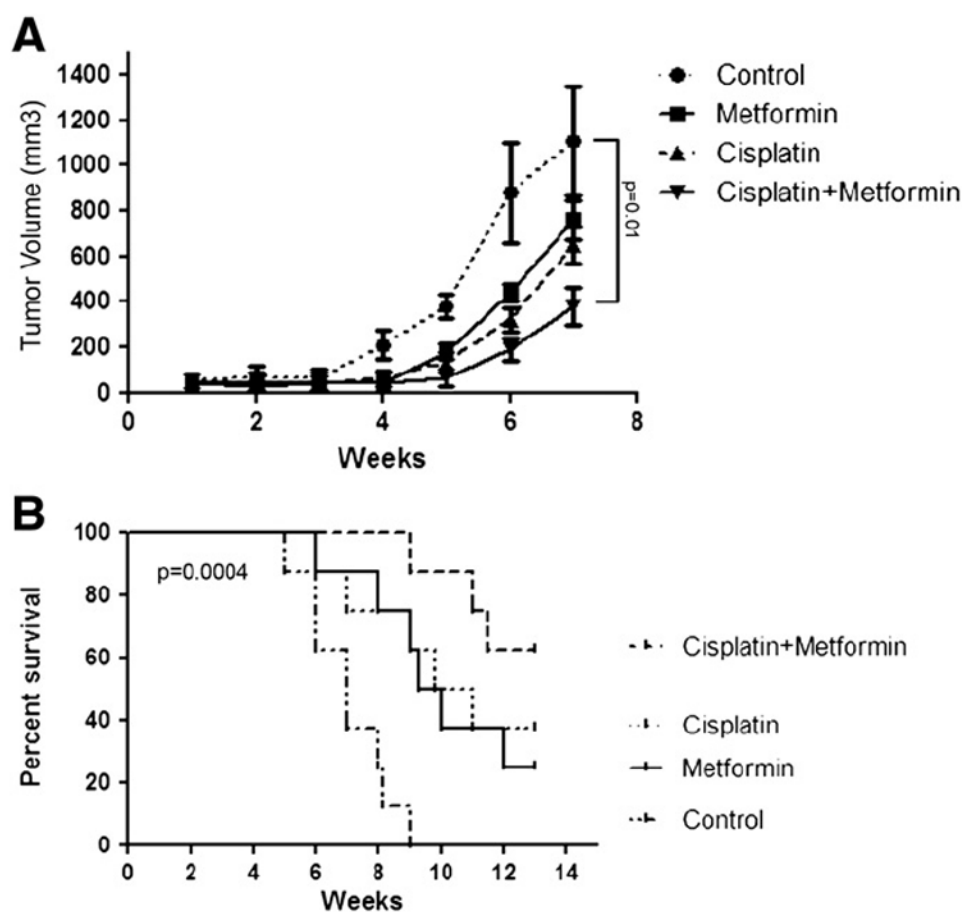 A
Tumor Volume (mm3)
1400
1200
1000
800
600
400
200
0
0 2 4 6 8
Weeks
Control
Metformin
Cisplatin
Cisplatin+Metformin
p=0.01
B
Percent survival
100
80
60
40
20
0
p=0.0004
0 2 4 6 8 10 12 14
Weeks
Cisplatin+Metformin
Cisplatin
Metformin
Control